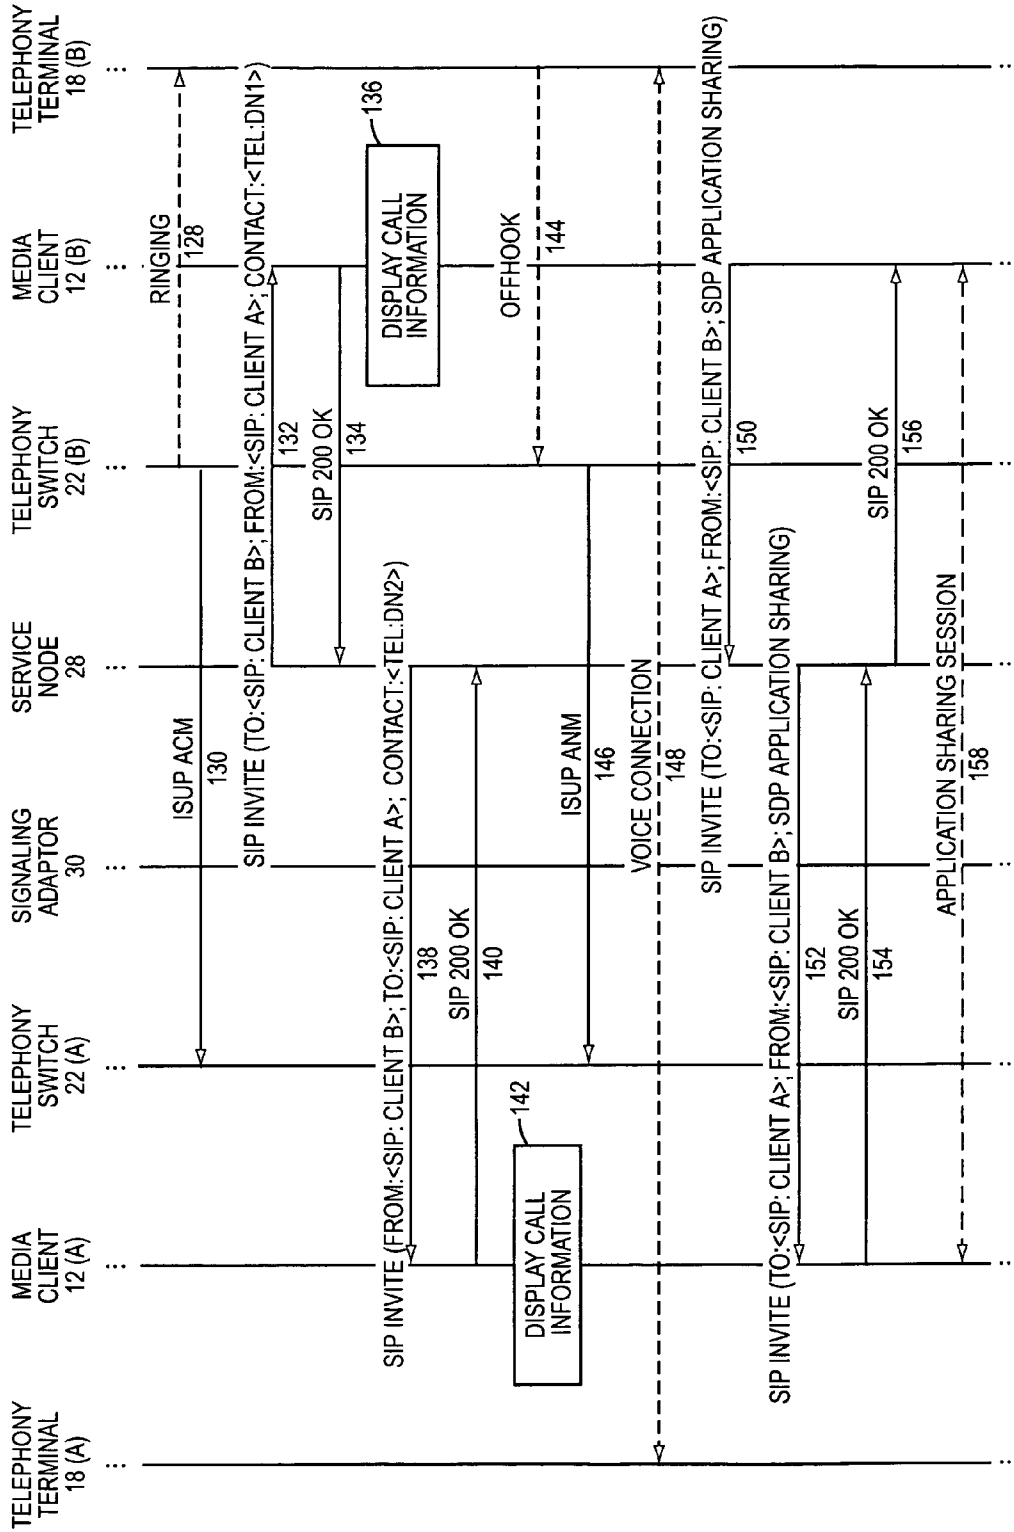 TELEPHONY
TERMINAL
18 (A)
MEDIA
CLIENT
12 (A)
TELEPHONY
SWITCH
22 (A)
SIGNALING
ADAPTOR
30
SERVICE
NODE
28
TELEPHONY
SWITCH
22 (B)
MEDIA
CLIENT
12 (B)
TELEPHONY
TERMINAL
18 (B)
RINGING
128
ISUP ACM
130
SIP INVITE (TO:<SIP: CLIENT B>; FROM:<SIP: CLIENT A>; CONTACT:<TEL:DN1>)
132
SIP 200 OK
134
DISPLAY CALL
INFORMATION
136
SIP INVITE (FROM:<SIP: CLIENT B>; TO:<SIP: CLIENT A>; CONTACT:<TEL:DN2>)
138
SIP 200 OK
140
DISPLAY CALL
INFORMATION
142
OFFHOOK
144
ISUP ANM
146
VOICE CONNECTION
148
SIP INVITE (TO:<SIP: CLIENT A>; FROM:<SIP: CLIENT B>; SDP APPLICATION SHARING)
150
SIP INVITE (TO:<SIP: CLIENT A>; FROM:<SIP: CLIENT B>; SDP APPLICATION SHARING)
152
SIP 200 OK
154
SIP 200 OK
156
APPLICATION SHARING SESSION
158